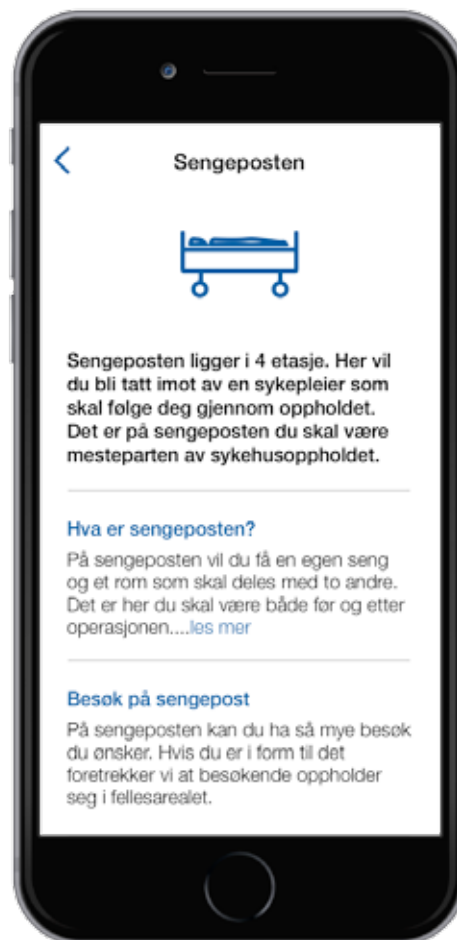 Sengeposten
Sengeposten ligger i 4 etasje. Her vil
du bli tatt imot av en sykepleier som
skal følge deg gjennom oppholdet.
Det er på sengeposten du skal være
mesteparten av sykehusoppholdet.
Hva er sengeposten?
På sengeposten vil du få en egen seng
og et rom som skal deles med to andre.
Det er her du skal være både før og etter
operasjonen....les mer
Besøk på sengepost
På sengeposten kan du ha så mye besøk
du ønsker. Hvis du er i form til det
foretrekker vi at besøkende oppholder
seg i fellesarealet.